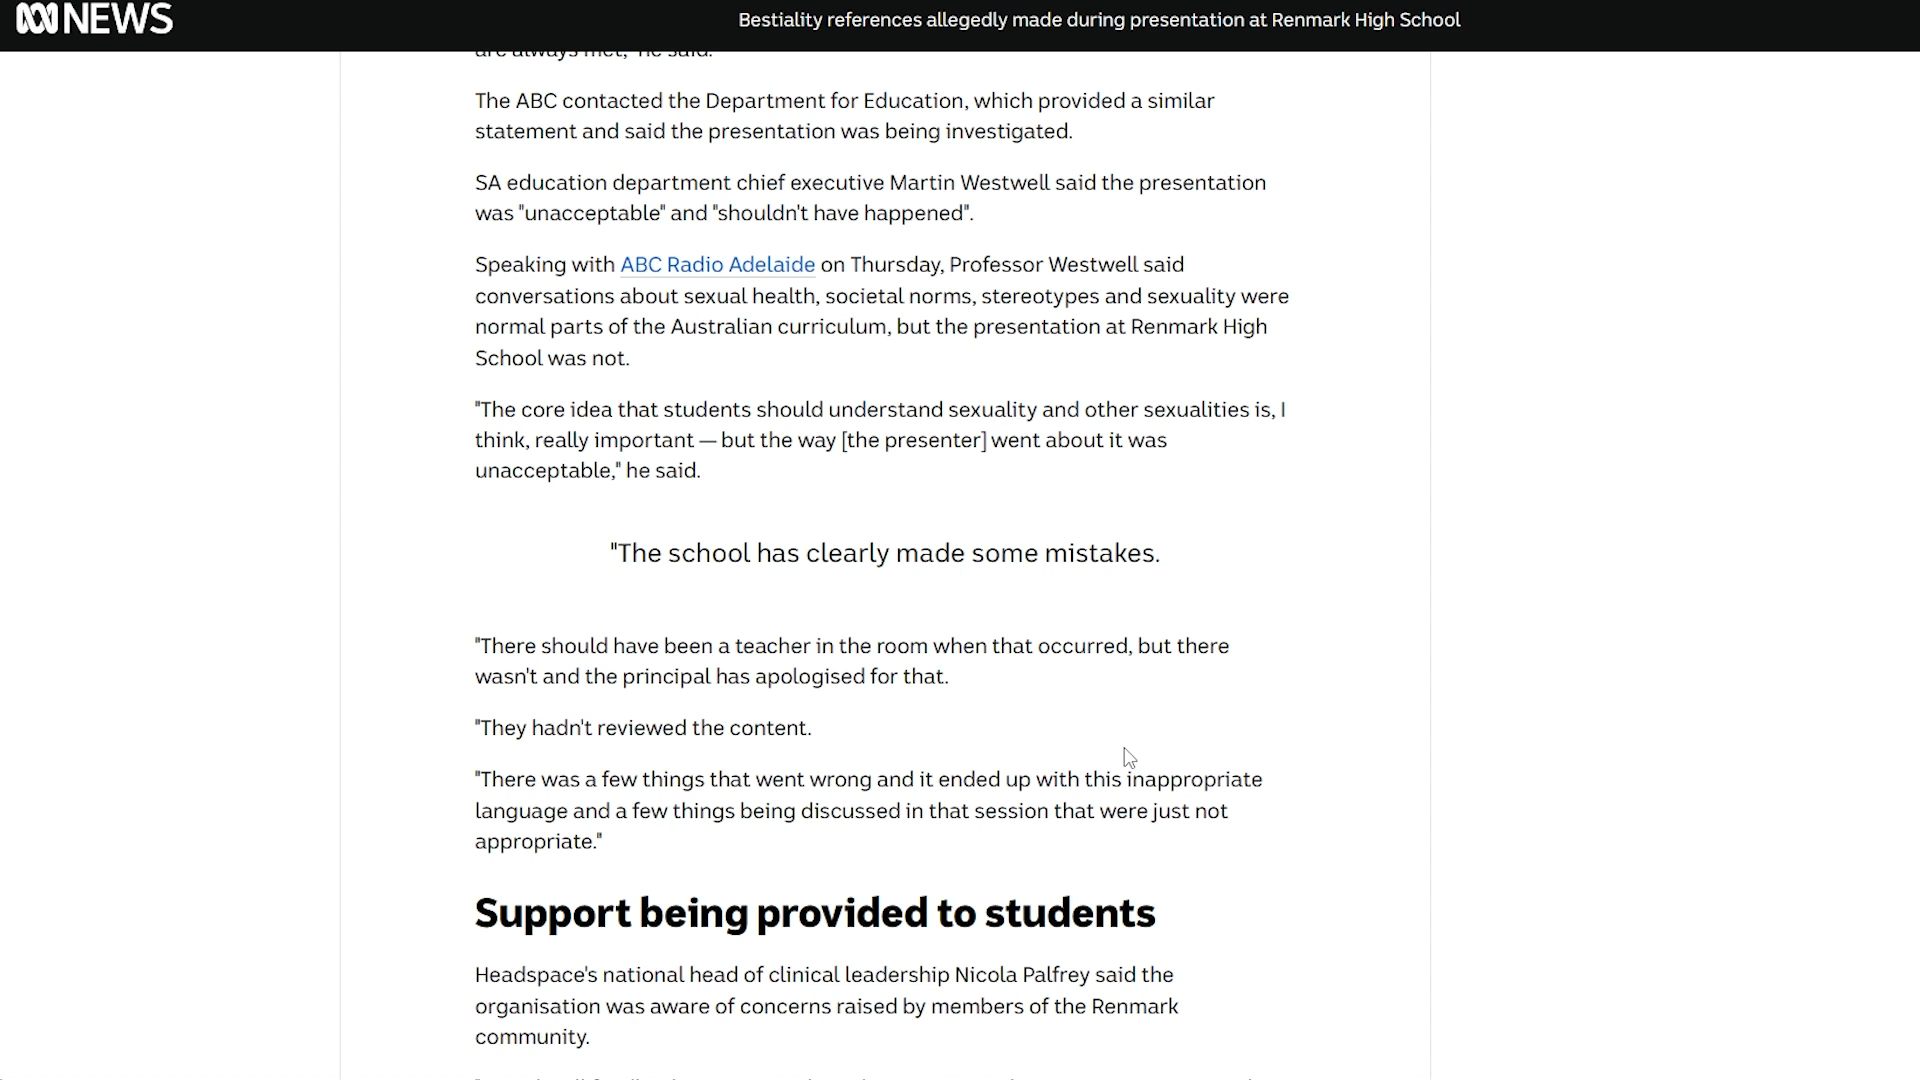 NEWS
Bestiality references allegedly made during presentation at Renmark High School
are always met," he said.
The ABC contacted the Department for Education, which provided a similar
statement and said the presentation was being investigated.
SA education department chief executive Martin Westwell said the presentation
was "unacceptable" and "shouldn't have happened".
Speaking with ABC Radio Adelaide on Thursday, Professor Westwell said
conversations about sexual health, societal norms, stereotypes and sexuality were
normal parts of the Australian curriculum, but the presentation at Renmark High
School was not.
"The core idea that students should understand sexuality and other sexualities is, I
think, really important — but the way [the presenter] went about it was
unacceptable," he said.
"The school has clearly made some mistakes.
"There should have been a teacher in the room when that occurred, but there
wasn't and the principal has apologised for that.
"They hadn't reviewed the content.
"There was a few things that went wrong and it ended up with this inappropriate
language and a few things being discussed in that session that were just not
appropriate."
Support being provided to students
Headspace's national head of clinical leadership Nicola Palfrey said the
organisation was aware of concerns raised by members of the Renmark
community.